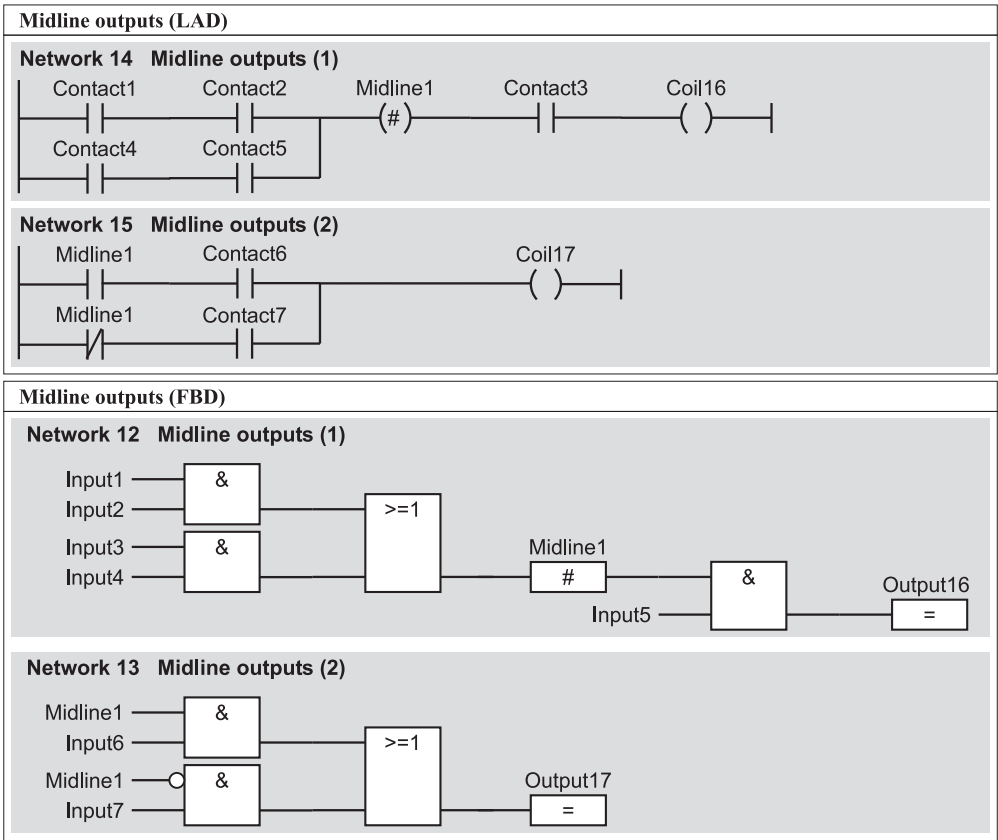 Midline outputs (LAD)
Network 14 Midline outputs (1)
Contact1 Contact2 Midline1 Contact3 Coil16
#
Contact4 Contact5
Network 15 Midline outputs (2)
Midline1 Contact6 Coil17
Midline1 Contact7
Midline outputs (FBD)
Network 12 Midline outputs (1)
Input1 &
Input2 >=1
Input3 & Midline1
Input4 # &
Output16
Input5 =
Network 13 Midline outputs (2)
Midline1 &
Input6 >=1
Midline1 & Output17
Input7 =